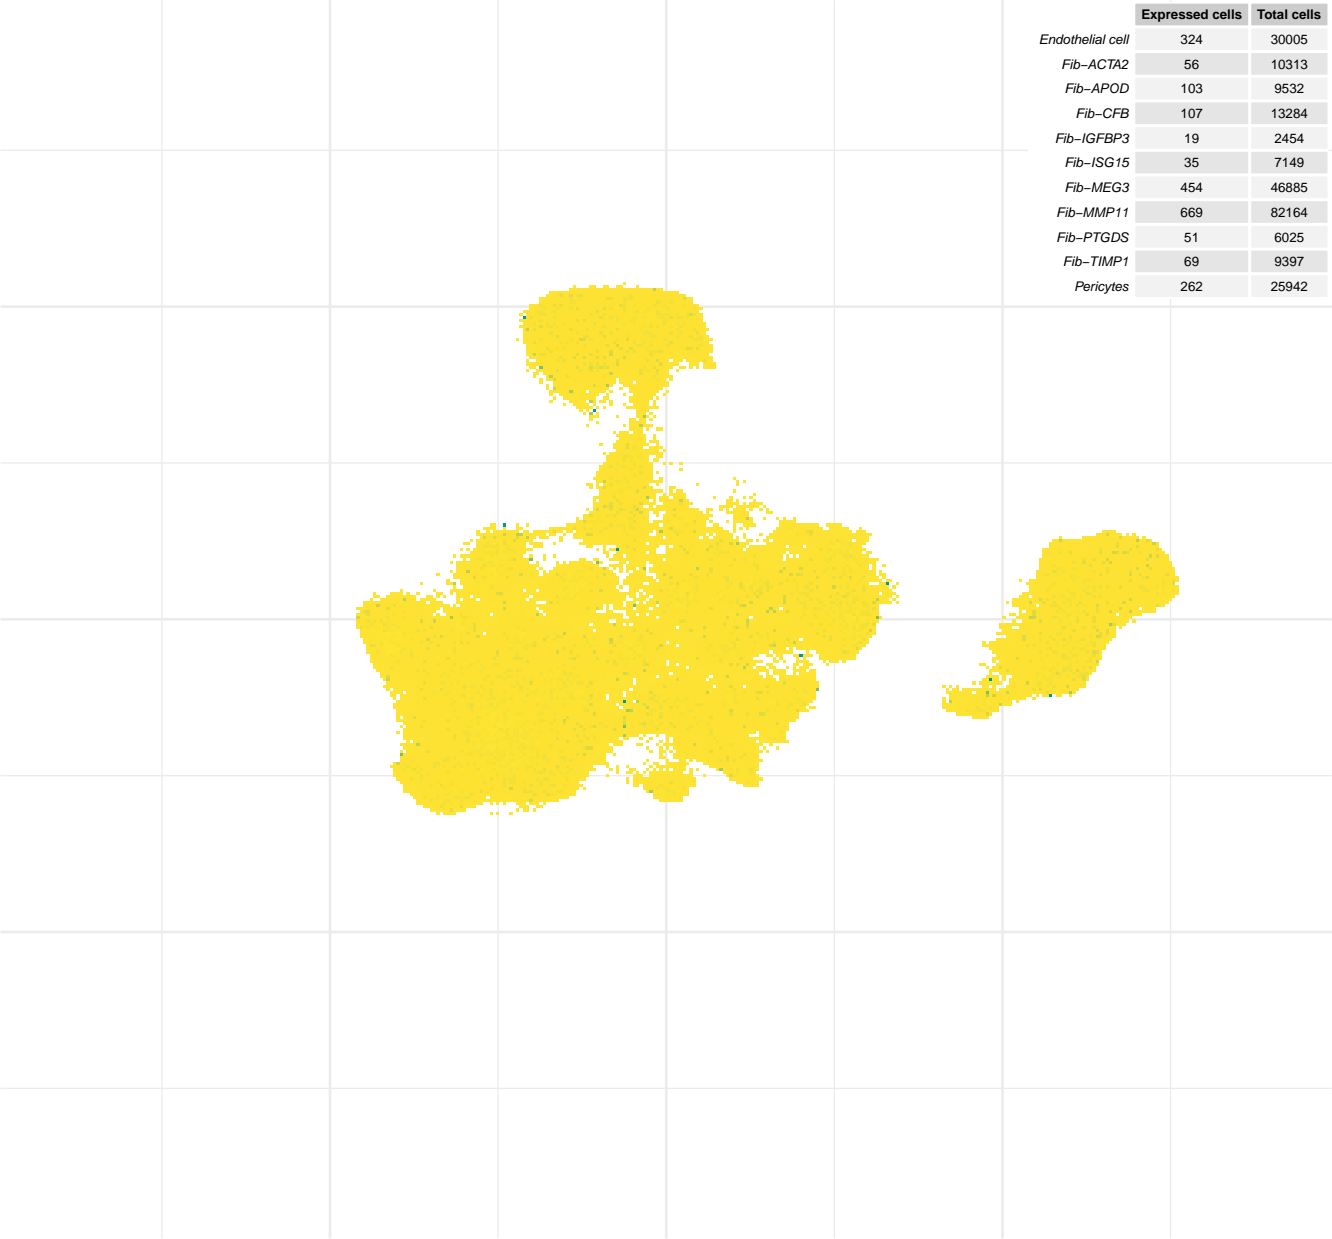 Expressed cells Total cells
Endothelial cell 324 30005
Fib−ACTA2 56 10313
Fib−APOD 103 9532
Fib−CFB 107 13284
Fib−IGFBP3 19 2454
Fib−ISG15 35 7149
Fib−MEG3 454 46885
Fib−MMP11 669 82164
Fib−PTGDS 51 6025
Fib−TIMP1 69 9397
Pericytes 262 25942